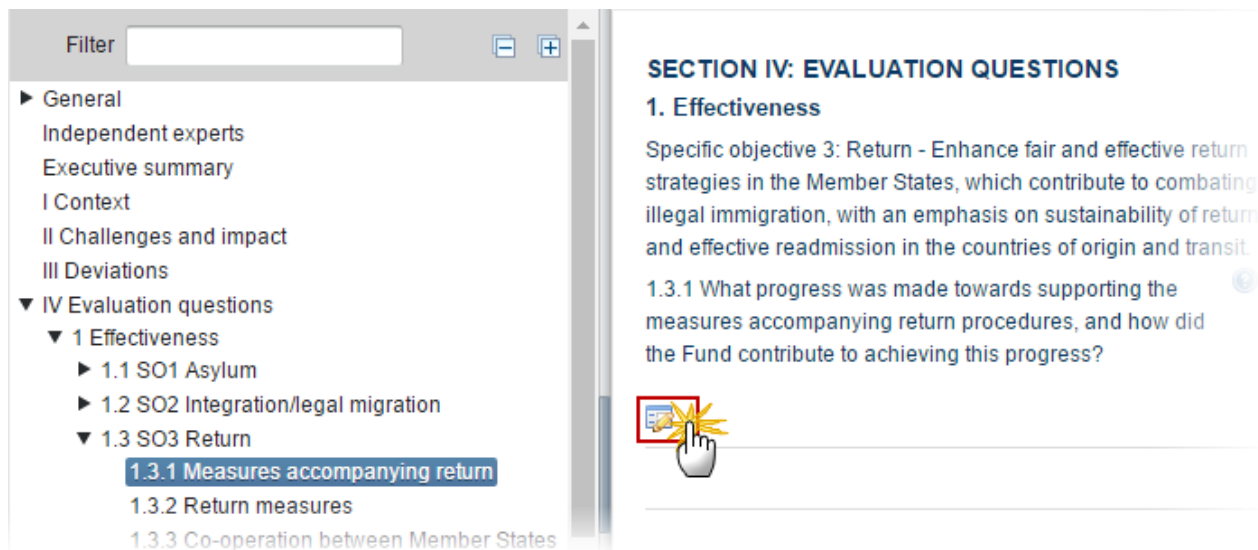 Filter
General
Independent experts
Executive summary
I Context
II Challenges and impact
III Deviations
IV Evaluation questions
1 Effectiveness
1.1 SO1 Asylum
1.2 SO2 Integration/legal migration
1.3 SO3 Return
1.3.1 Measures accompanying return
1.3.2 Return measures
1.3.3 Co-operation between Member States
SECTION IV: EVALUATION QUESTIONS
1. Effectiveness
Specific objective 3: Return - Enhance fair and effective return
strategies in the Member States, which contribute to combating
illegal immigration, with an emphasis on sustainability of return
and effective readmission in the countries of origin and transit.
1.3.1 What progress was made towards supporting the
measures accompanying return procedures, and how did
the Fund contribute to achieving this progress?